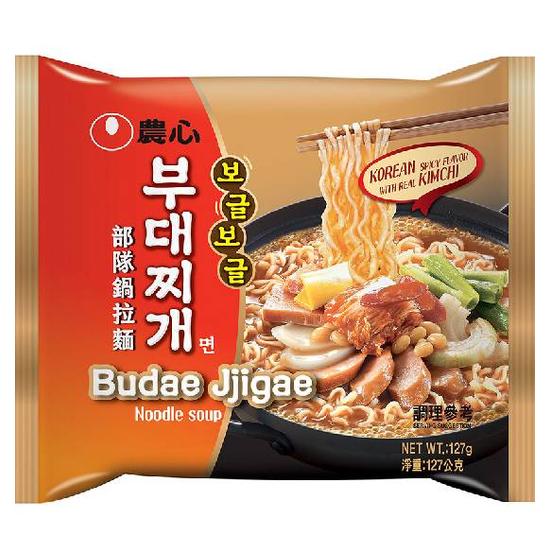 農心
보글보글
부대찌개 면
部隊鍋拉麵
Budae Jjigae
Noodle soup
KOREAN SPICY FLAVOR
WITH REAL KIMCHI
調理參考
SERVING SUGGESTION
NET WT.:127g
淨重:127公克